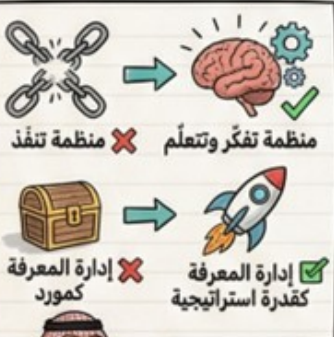 منظمة تفكّر وتتعلّم
منظمة تنفّذ
إدارة المعرفة
كقدرة استراتيجية
إدارة المعرفة
كمورد